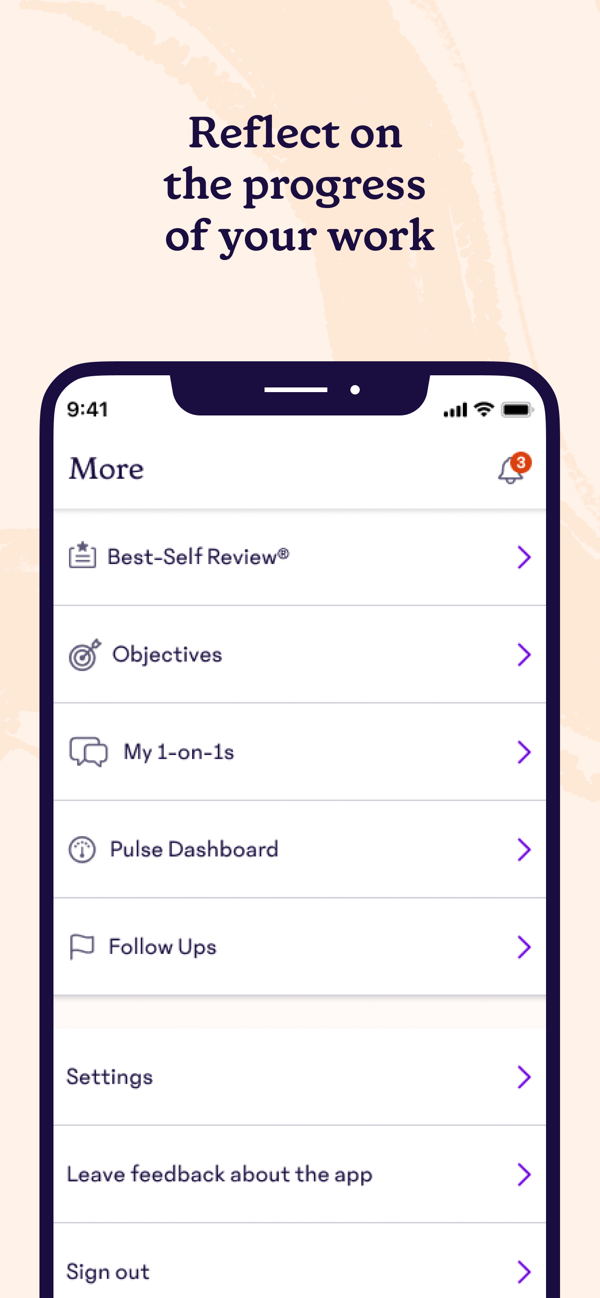 Reflect on
the progress
of your work
9:41
More
3
Best-Self Review®
Objectives
My 1-on-1s
Pulse Dashboard
Follow Ups
Settings
Leave feedback about the app
Sign out